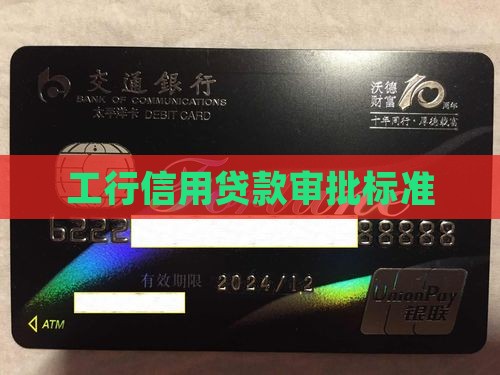 交通銀行
BANK OF COMMUNICATIONS
太平洋卡 DEBIT CARD
沃德
财富 10 周年
十年同行·厚德载富
工行信用贷款审批标准
Fortune
6222 88888
有效期限 2024/12
ATM
UnionPay
银联